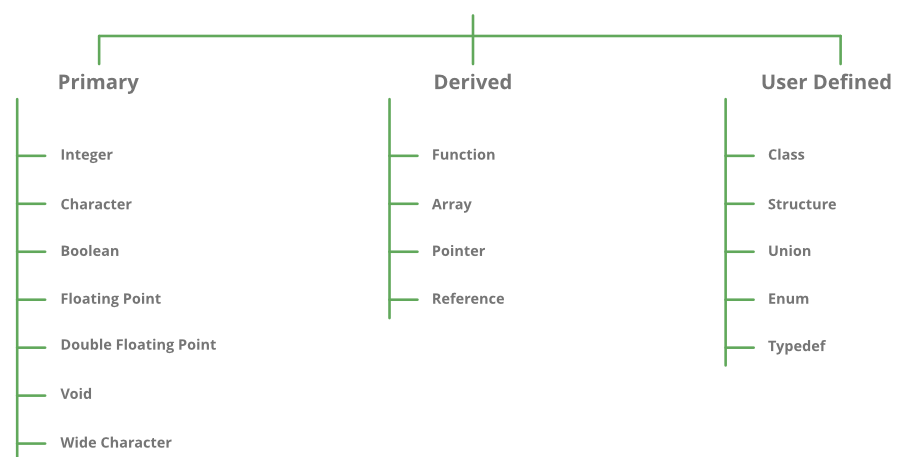 Primary
Integer
Character
Boolean
Floating Point
Double Floating Point
Void
Wide Character
Derived
Function
Array
Pointer
Reference
User Defined
Class
Structure
Union
Enum
Typedef